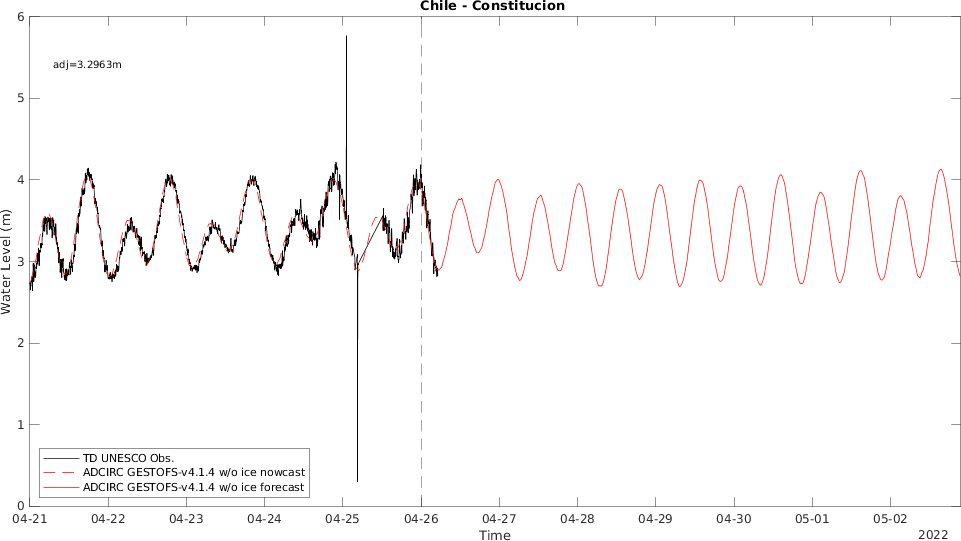 Chile - Constitucion
adj=3.2963m
6
5
4
3
2
1
0
Water Level (m)
TD UNESCO Obs.
ADCIRC GESTOFS-v4.1.4 w/o ice nowcast
ADCIRC GESTOFS-v4.1.4 w/o ice forecast
04-21 04-22 04-23 04-24 04-25 04-26 04-27 04-28 04-29 04-30 05-01 05-02
Time
2022